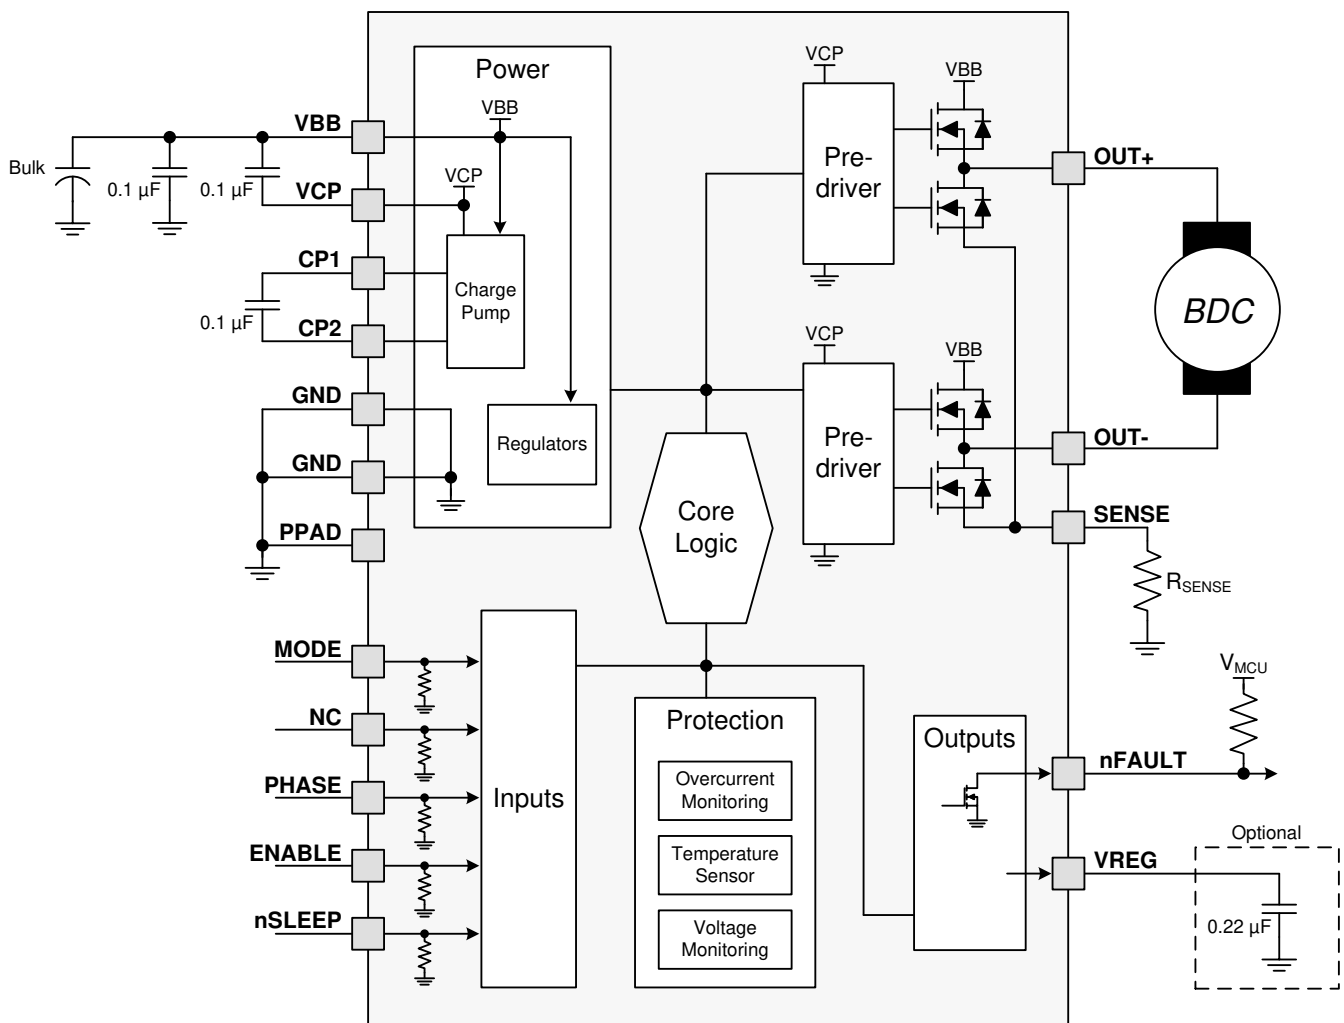 Power
VBB
VCP
Charge
Pump
Regulators
VBB
Bulk
0.1 µF
0.1 µF
VCP
CP1
0.1 µF
CP2
GND
GND
PPAD
VCP
Pre-
driver
VBB
OUT+
BDC
VCP
Pre-
driver
VBB
OUT-
SENSE
RSENSE
Core
Logic
MODE
NC
PHASE
ENABLE
nSLEEP
Inputs
Protection
Overcurrent
Monitoring
Temperature
Sensor
Voltage
Monitoring
Outputs
VMCU
nFAULT
VREG
Optional
0.22 µF